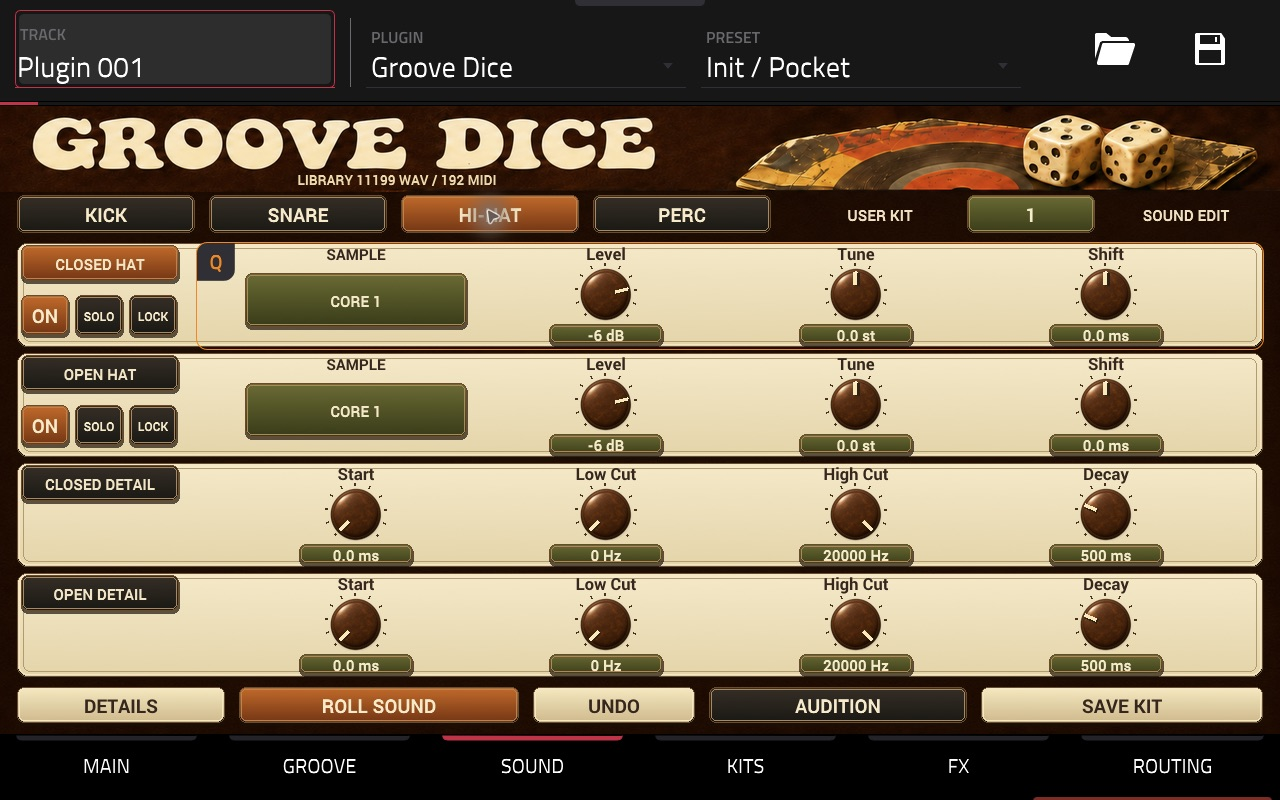 TRACK
Plugin 001
PLUGIN
Groove Dice
PRESET
Init / Pocket
GROOVE DICE
LIBRARY 11199 WAV / 192 MIDI
KICK
SNARE
HI-HAT
PERC
USER KIT
1
SOUND EDIT
CLOSED HAT
Q
SAMPLE
Level
Tune
Shift
CORE 1
ON
SOLO
LOCK
-6 dB
0.0 st
0.0 ms
OPEN HAT
SAMPLE
Level
Tune
Shift
CORE 1
ON
SOLO
LOCK
-6 dB
0.0 st
0.0 ms
CLOSED DETAIL
Start
Low Cut
High Cut
Decay
0.0 ms
0 Hz
20000 Hz
500 ms
OPEN DETAIL
Start
Low Cut
High Cut
Decay
0.0 ms
0 Hz
20000 Hz
500 ms
DETAILS
ROLL SOUND
UNDO
AUDITION
SAVE KIT
MAIN
GROOVE
SOUND
KITS
FX
ROUTING